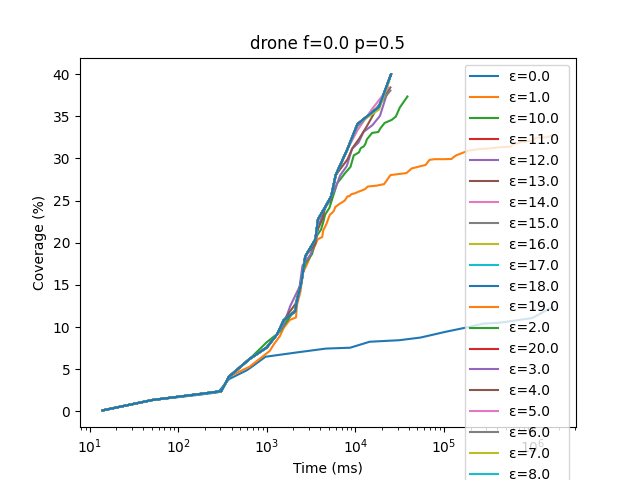 drone f=0.0 p=0.5
Coverage (%)
40
35
30
25
20
15
10
5
0
10¹ 10² 10³ 10⁴ 10⁵ 10⁶
Time (ms)
ε=0.0
ε=1.0
ε=10.0
ε=11.0
ε=12.0
ε=13.0
ε=14.0
ε=15.0
ε=16.0
ε=17.0
ε=18.0
ε=19.0
ε=2.0
ε=20.0
ε=3.0
ε=4.0
ε=5.0
ε=6.0
ε=7.0
ε=8.0